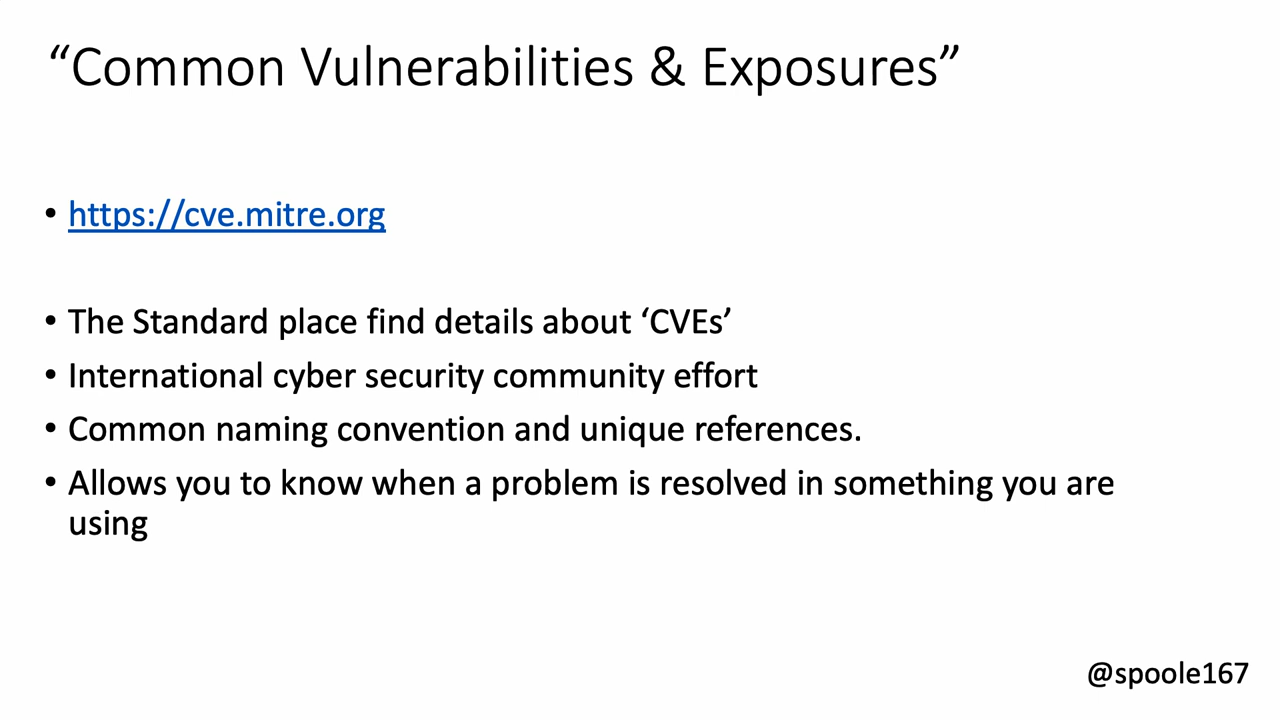 “Common Vulnerabilities & Exposures”
• https://cve.mitre.org
• The Standard place find details about ‘CVEs’
• International cyber security community effort
• Common naming convention and unique references.
• Allows you to know when a problem is resolved in something you are
using
@spoole167